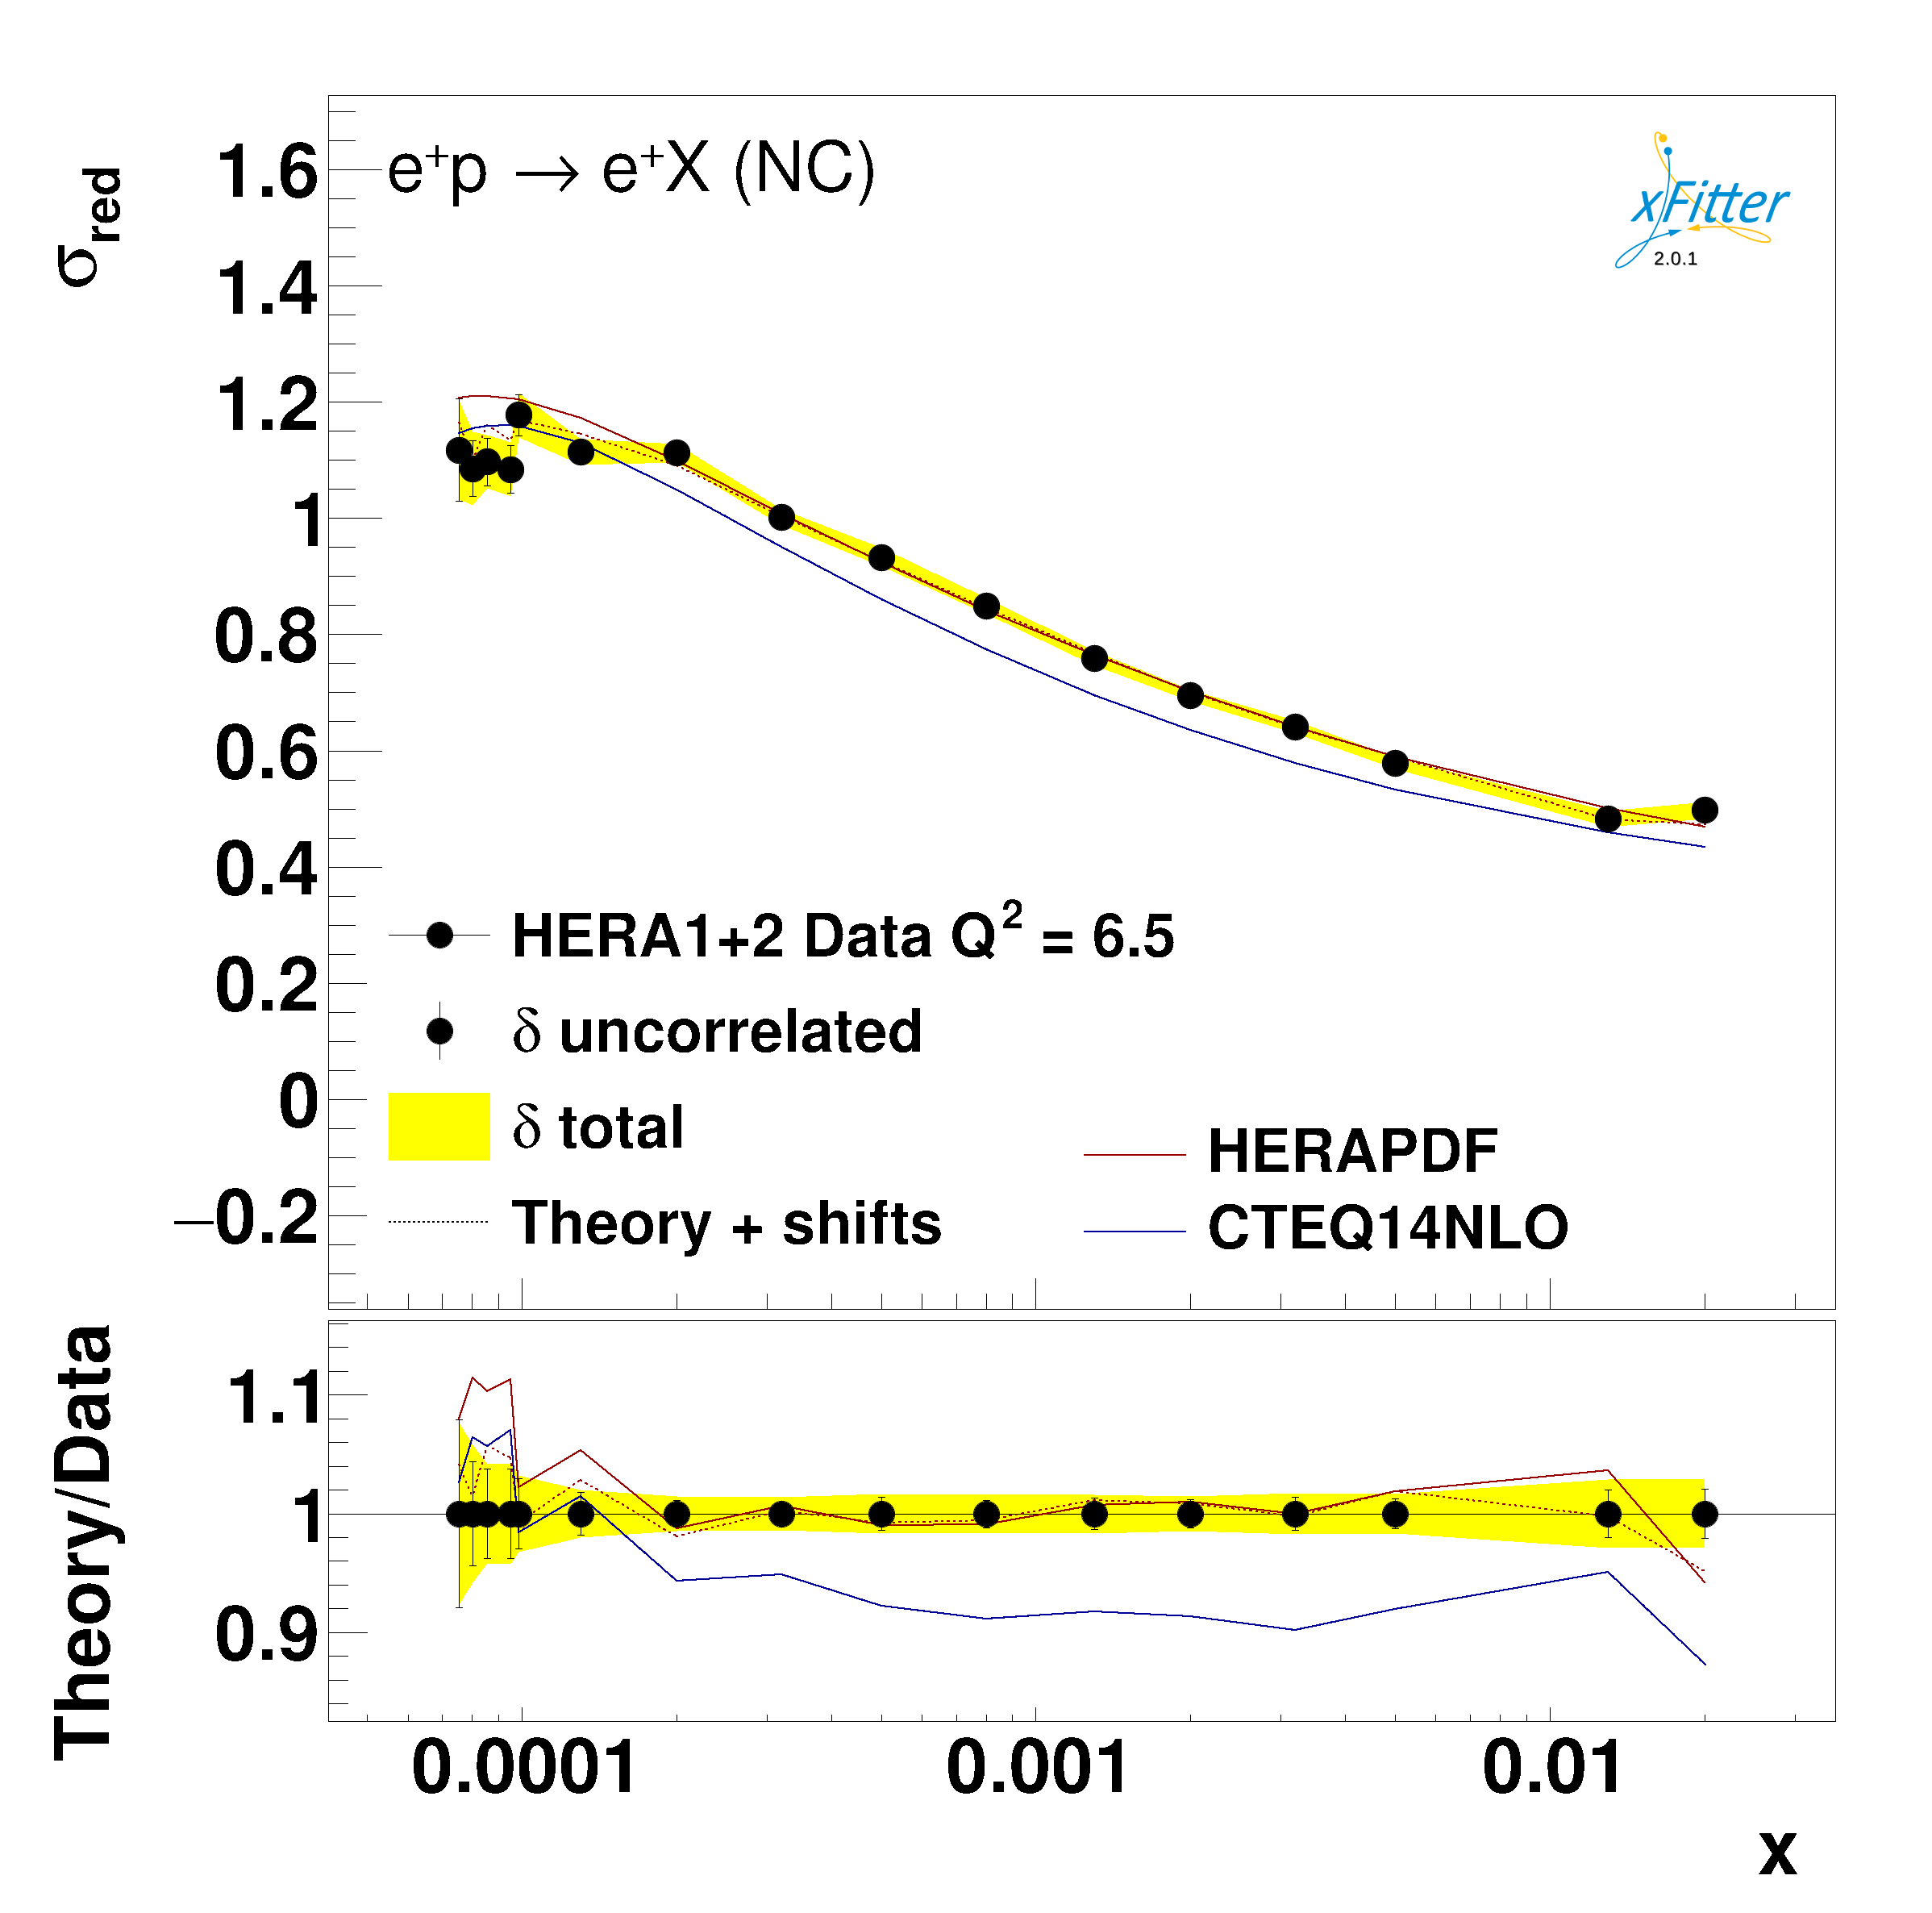 σred
e+p → e+X (NC)
xFitter
2.0.1
1.6
1.4
1.2
1
0.8
0.6
0.4
0.2
0
−0.2
HERA1+2 Data Q2 = 6.5
δ uncorrelated
δ total
Theory + shifts
HERAPDF
CTEQ14NLO
Theory/Data
1.1
1
0.9
0.0001 0.001 0.01
x